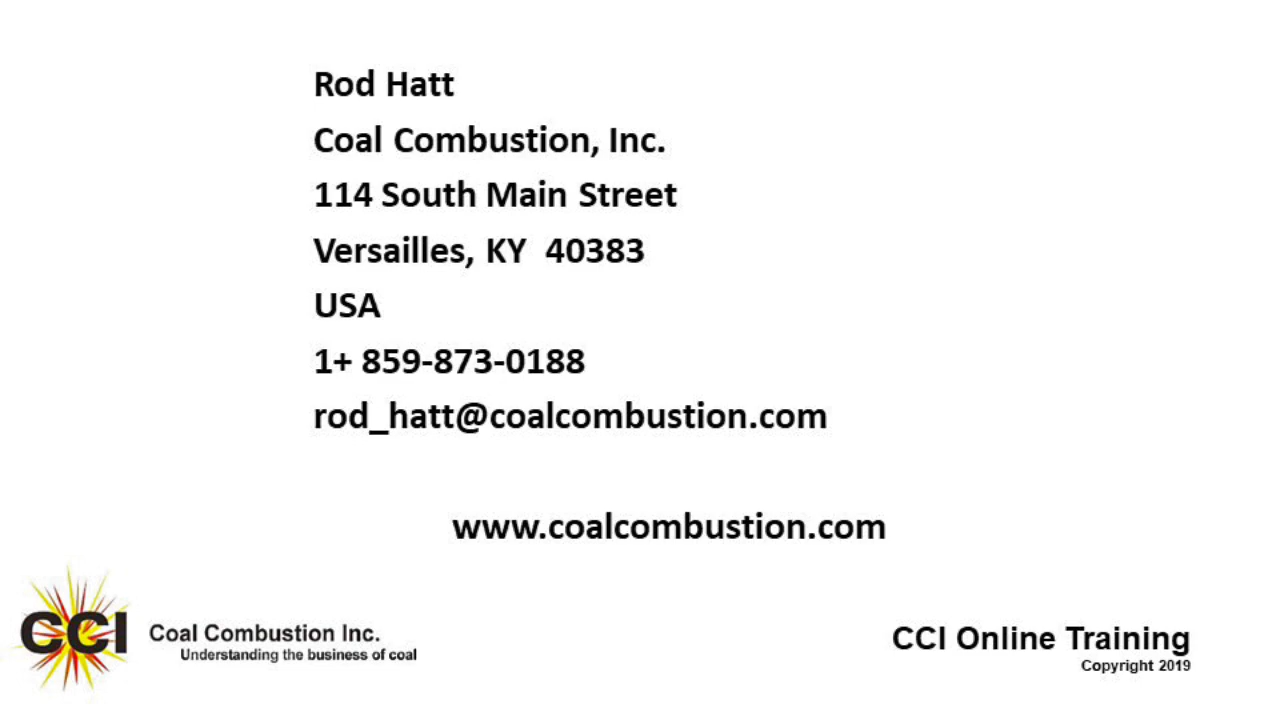 Rod Hatt
Coal Combustion, Inc.
114 South Main Street
Versailles, KY  40383
USA
1+ 859-873-0188
rod_hatt@coalcombustion.com
www.coalcombustion.com
CCI
Coal Combustion Inc.
Understanding the business of coal
CCI Online Training
Copyright 2019